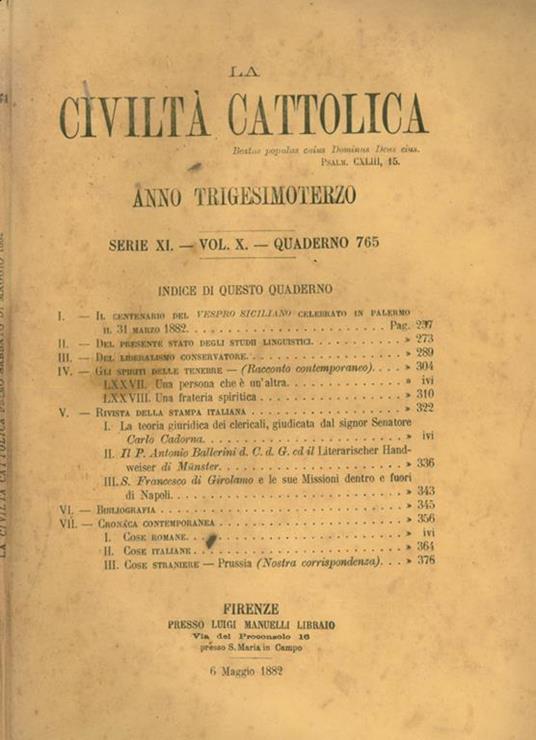 LA
CIVILTÀ CATTOLICA
Beatus populus cuius Dominus Deus eius.
PSALM. CXLIII, 15.
ANNO TRIGESIMOTERZO
SERIE XI. — VOL. X. — QUADERNO 765
INDICE DI QUESTO QUADERNO
I. — IL CENTENARIO DEL VESPRO SICILIANO CELEBRATO IN PALERMO
IL 31 MARZO 1882. Pag. 257
II. — DEL PRESENTE STATO DEGLI STUDII LINGUISTICI. » 273
III. — DEL LIBERALISMO CONSERVATORE. » 289
IV. — GLI SPIRITI DELLE TENEBRE — (Racconto contemporaneo). » 304
LXXVII. Una persona che è un'altra. » ivi
LXXVIII. Una frateria spiritica. » 310
V. — RIVISTA DELLA STAMPA ITALIANA. » 322
I. La teoria giuridica dei clericali, giudicata dal signor Senatore
Carlo Cadorna. » ivi
II. Il P. Antonio Ballerini d. C. d. G. ed il Literarischer Hand-
weiser di Münster. » 336
III. S. Francesco di Girolamo e le sue Missioni dentro e fuori
di Napoli. » 343
VI. — BIBLIOGRAFIA. » 345
VII. — CRONACA CONTEMPORANEA. » 356
I. COSE ROMANE. » ivi
II. COSE ITALIANE. » 364
III. COSE STRANIERE — Prussia (Nostra corrispondenza). » 376
FIRENZE
PRESSO LUIGI MANUELLI LIBRAIO
Via del Proconsolo 16
presso S. Maria in Campo
6 Maggio 1882
LA CIVILTÀ CATTOLICA